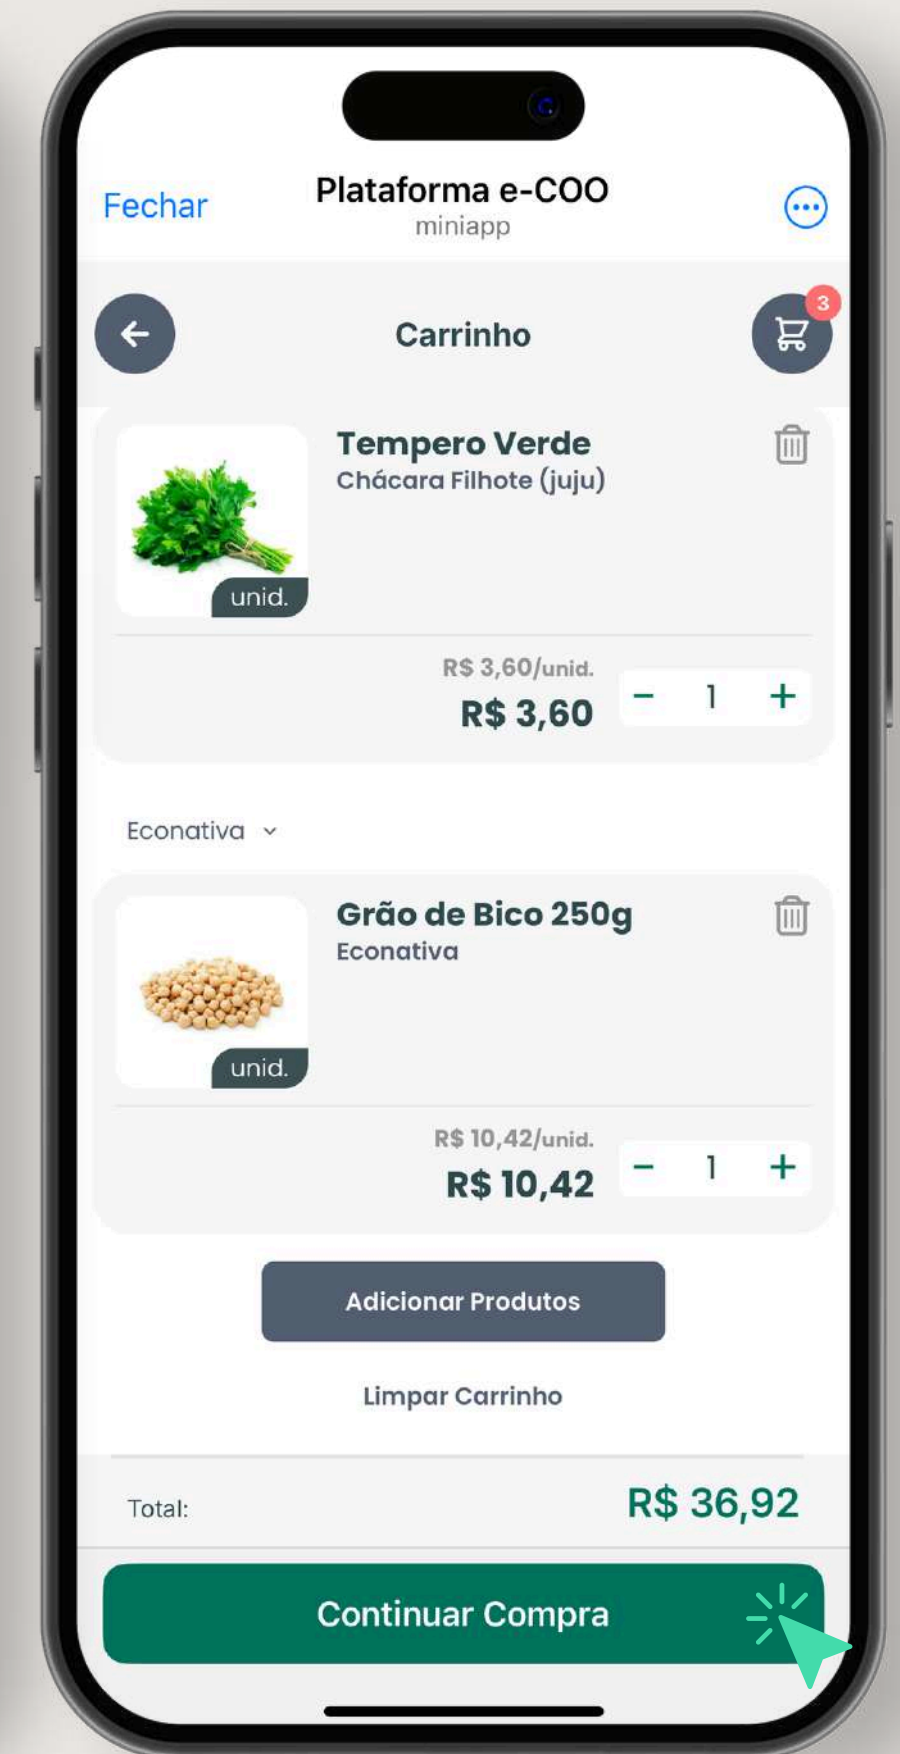 Fechar
Plataforma e-COO
miniapp
Carrinho
3
Tempero Verde
Chácara Filhote (juju)
unid.
R$ 3,60/unid.
R$ 3,60
− 1 +
Econativa
Grão de Bico 250g
Econativa
unid.
R$ 10,42/unid.
R$ 10,42
− 1 +
Adicionar Produtos
Limpar Carrinho
Total:
R$ 36,92
Continuar Compra